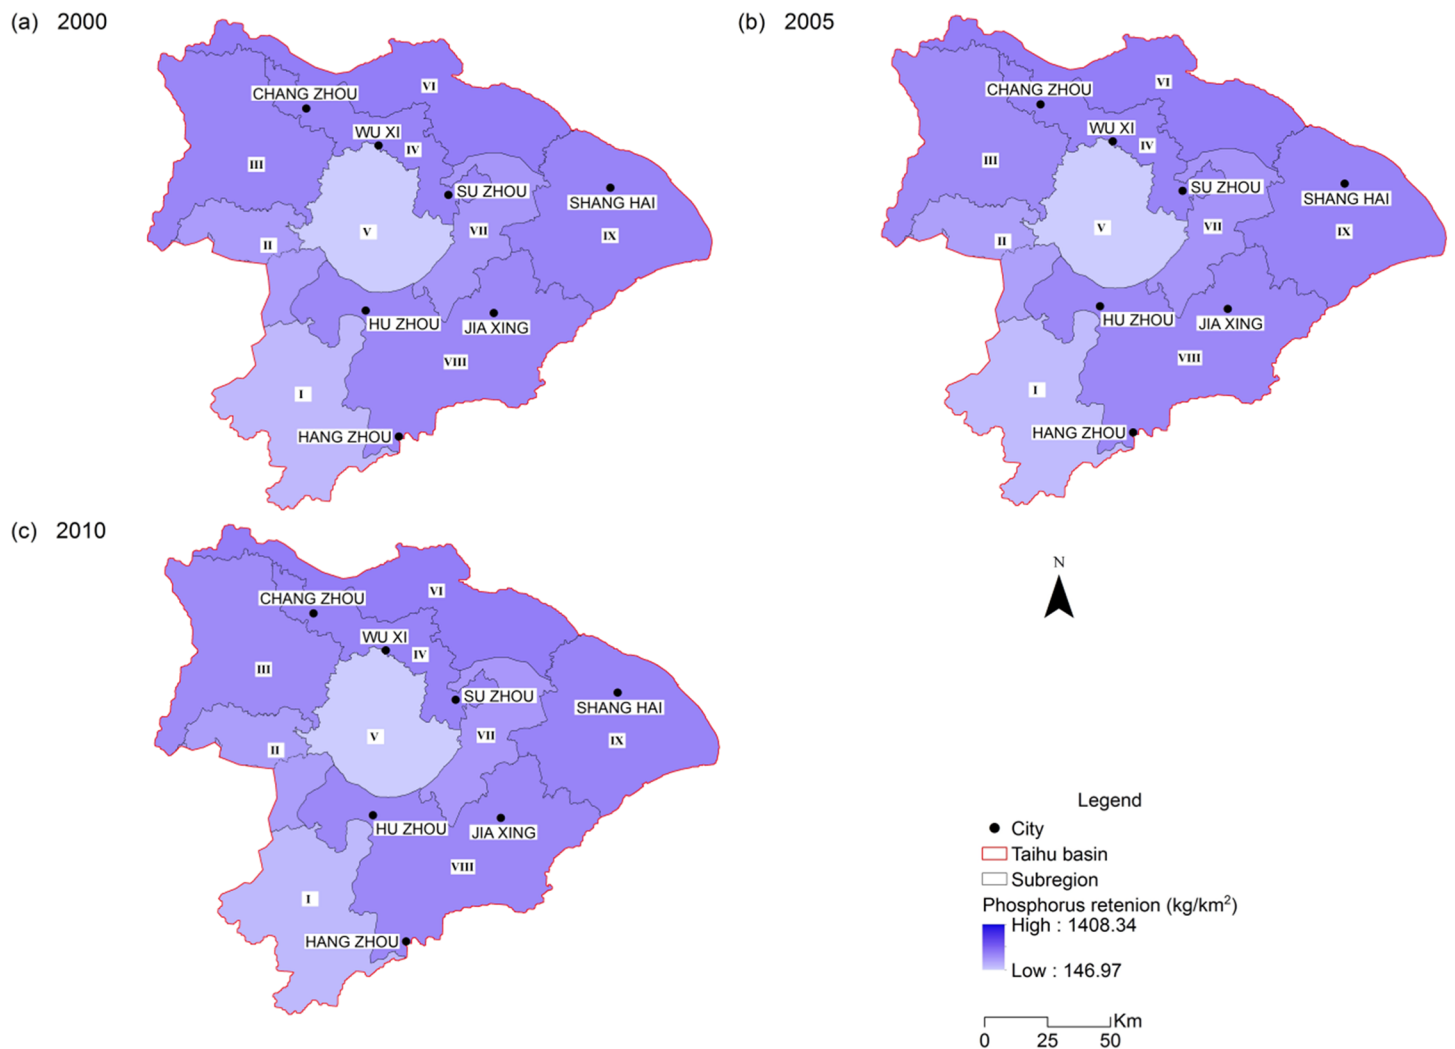 (a) 2000
CHANG ZHOU
VI
WU XI
IV
III
SU ZHOU
SHANG HAI
V
VII
IX
II
HU ZHOU
JIA XING
VIII
I
HANG ZHOU
(b) 2005
VI
CHANG ZHOU
WU XI
IV
III
SU ZHOU
SHANG HAI
V
VII
IX
II
HU ZHOU
JIA XING
VIII
I
HANG ZHOU
(c) 2010
VI
CHANG ZHOU
WU XI
IV
III
SU ZHOU
SHANG HAI
V
VII
IX
II
HU ZHOU
JIA XING
VIII
I
HANG ZHOU
N
Legend
City
Taihu basin
Subregion
Phosphorus retenion (kg/km²)
High : 1408.34
Low : 146.97
Km
0 25 50